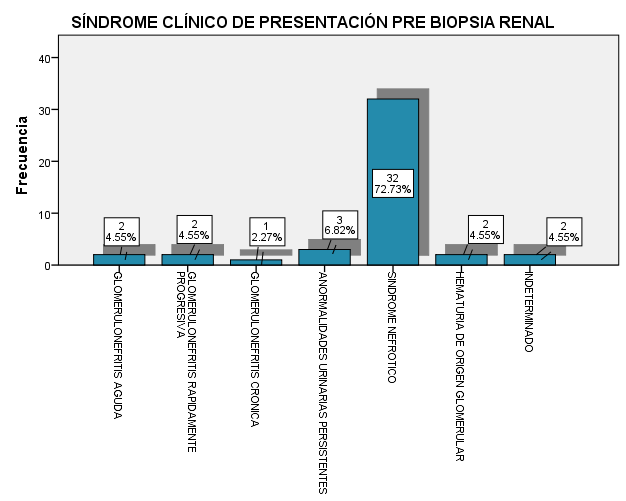 SÍNDROME CLÍNICO DE PRESENTACIÓN PRE BIOPSIA RENAL
Frecuencia
40
30
20
10
0
2
4.55%
2
4.55%
1
2.27%
3
6.82%
32
72.73%
2
4.55%
2
4.55%
GLOMERULONEFRITIS AGUDA
GLOMERULONEFRITIS RAPIDAMENTE
PROGRESIVA
GLOMERULONEFRITIS CRONICA
ANORMALIDADES URINARIAS PERSISTENTES
SINDROME NEFROTICO
HEMATURIA DE ORIGEN GLOMERULAR
INDETERMINADO